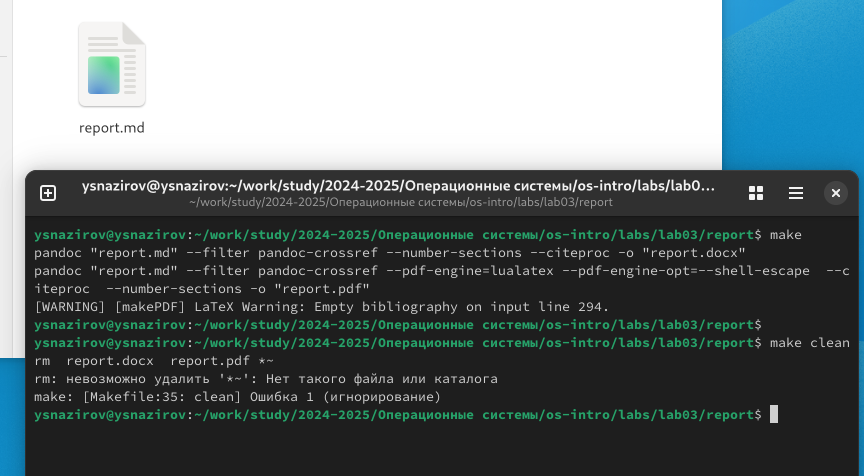 report.md
ysnazirov@ysnazirov:~/work/study/2024-2025/Операционные системы/os-intro/labs/lab0...
~/work/study/2024-2025/Операционные системы/os-intro/labs/lab03/report
ysnazirov@ysnazirov:~/work/study/2024-2025/Операционные системы/os-intro/labs/lab03/report$ make
pandoc "report.md" --filter pandoc-crossref --number-sections --citeproc -o "report.docx"
pandoc "report.md" --filter pandoc-crossref --pdf-engine=lualatex --pdf-engine-opt=--shell-escape  --c
iteproc  --number-sections -o "report.pdf"
[WARNING] [makePDF] LaTeX Warning: Empty bibliography on input line 294.
ysnazirov@ysnazirov:~/work/study/2024-2025/Операционные системы/os-intro/labs/lab03/report$
ysnazirov@ysnazirov:~/work/study/2024-2025/Операционные системы/os-intro/labs/lab03/report$ make clean
rm  report.docx  report.pdf *~
rm: невозможно удалить '*~': Нет такого файла или каталога
make: [Makefile:35: clean] Ошибка 1 (игнорирование)
ysnazirov@ysnazirov:~/work/study/2024-2025/Операционные системы/os-intro/labs/lab03/report$